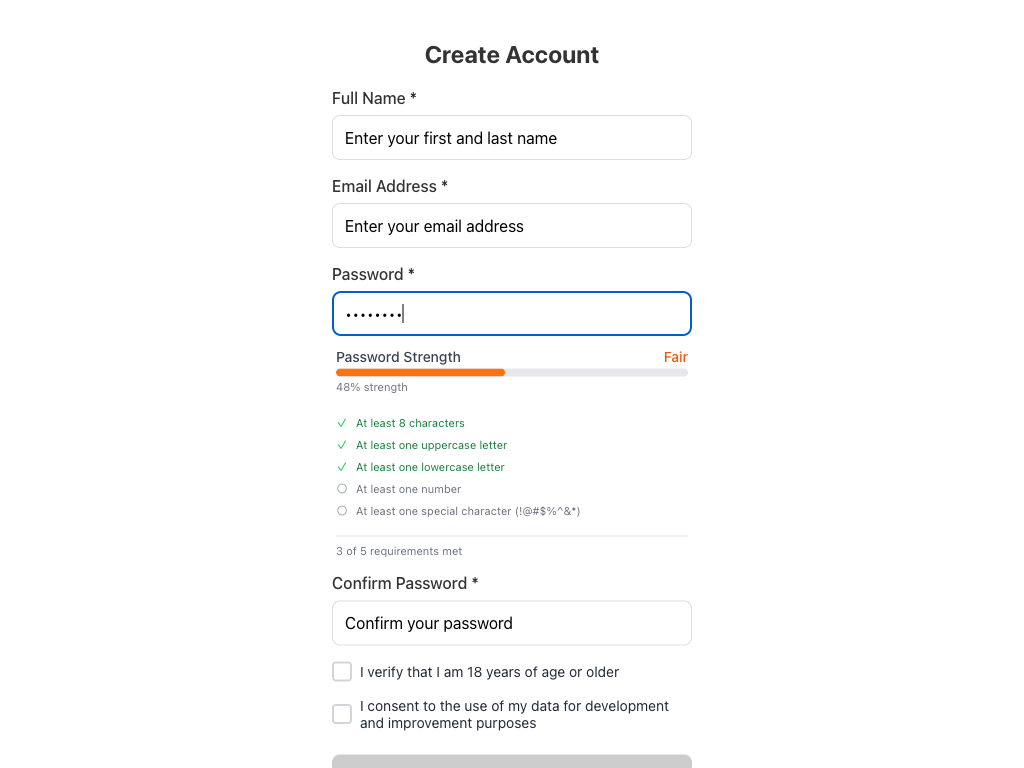 Create Account
Full Name *
Enter your first and last name
Email Address *
Enter your email address
Password *
••••••••
Password Strength Fair
48% strength
✓ At least 8 characters
✓ At least one uppercase letter
✓ At least one lowercase letter
○ At least one number
○ At least one special character (!@#$%^&*)
3 of 5 requirements met
Confirm Password *
Confirm your password
I verify that I am 18 years of age or older
I consent to the use of my data for development
and improvement purposes